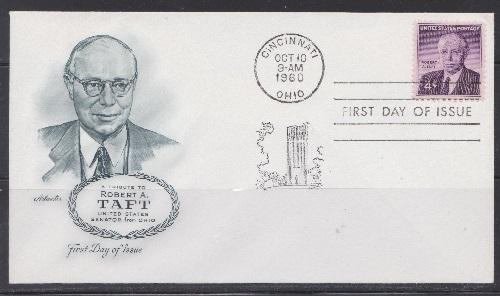 CINCINNATI
OCT 10
9-AM
1960
OHIO
UNITED STATES POSTAGE
ROBERT
A. TAFT
4¢
FIRST DAY OF ISSUE
A TRIBUTE TO
ROBERT A.
TAFT
UNITED STATES
SENATOR from OHIO
First Day of Issue